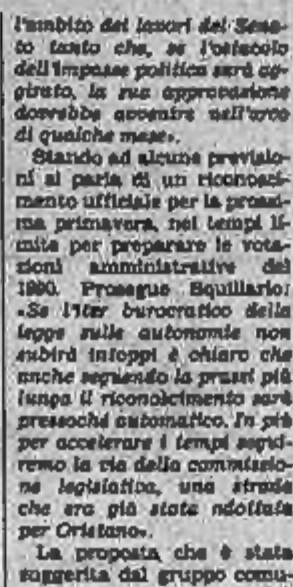 l'ambito dei lavori del Sena-
to tanto che, se l'ostacolo
dell'impasse politica sarà ag-
girato, la sua approvazione
dovrebbe avvenire nell'arco
di qualche mese».
Stando ad alcune previsio-
ni si parla di un riconosci-
mento ufficiale per la prossi-
ma primavera, nei tempi li-
mite per preparare le vota-
zioni amministrative del
1990. Prosegue Squillario:
«Se l'iter burocratico della
legge sulle autonomie non
subirà intoppi è chiaro che
anche seguendo la prassi più
lunga il riconoscimento sarà
pressoché automatico. In più
per accelerare i tempi segui-
remo la via della commissio-
ne legislativa, una strada
che era già stata adottata
per Oristano».
La proposta, che è stata
suggerita dal gruppo comu-